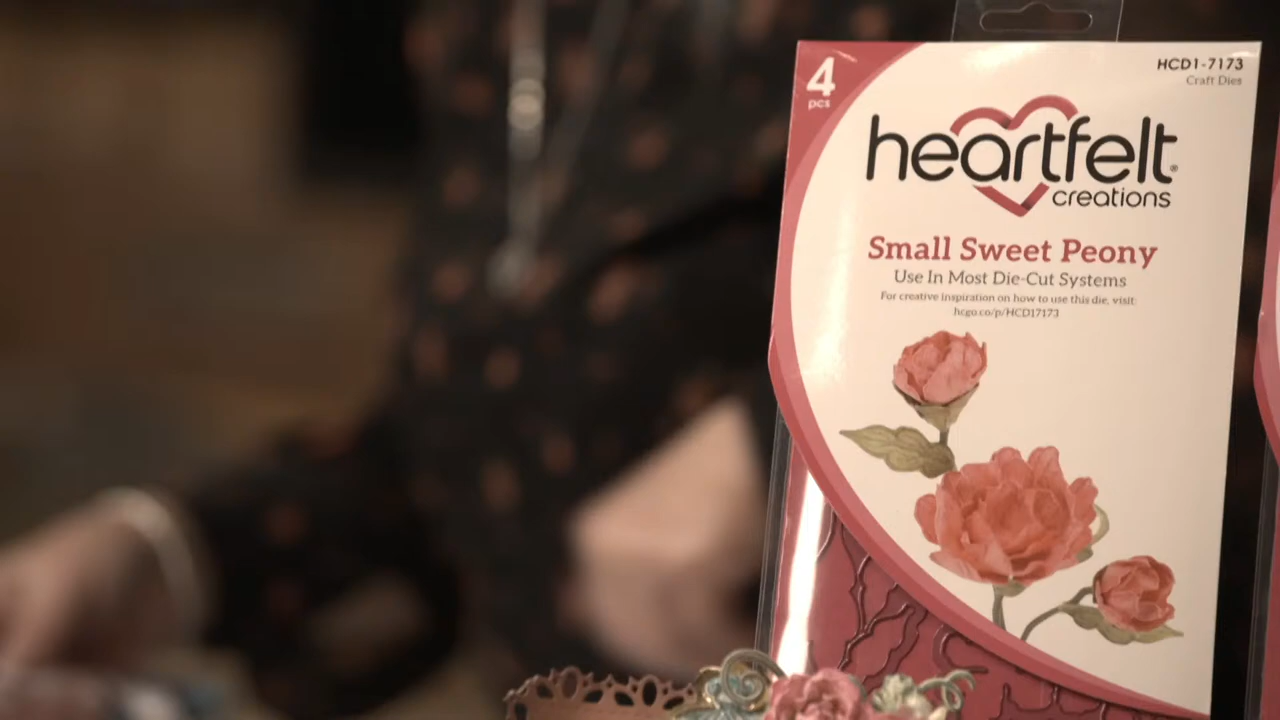 4
pcs
HCD1-7173
Craft Dies
heartfelt®
creations
Small Sweet Peony
Use In Most Die-Cut Systems
For creative inspiration on how to use this die, visit
hcgo.co/p/HCD17173